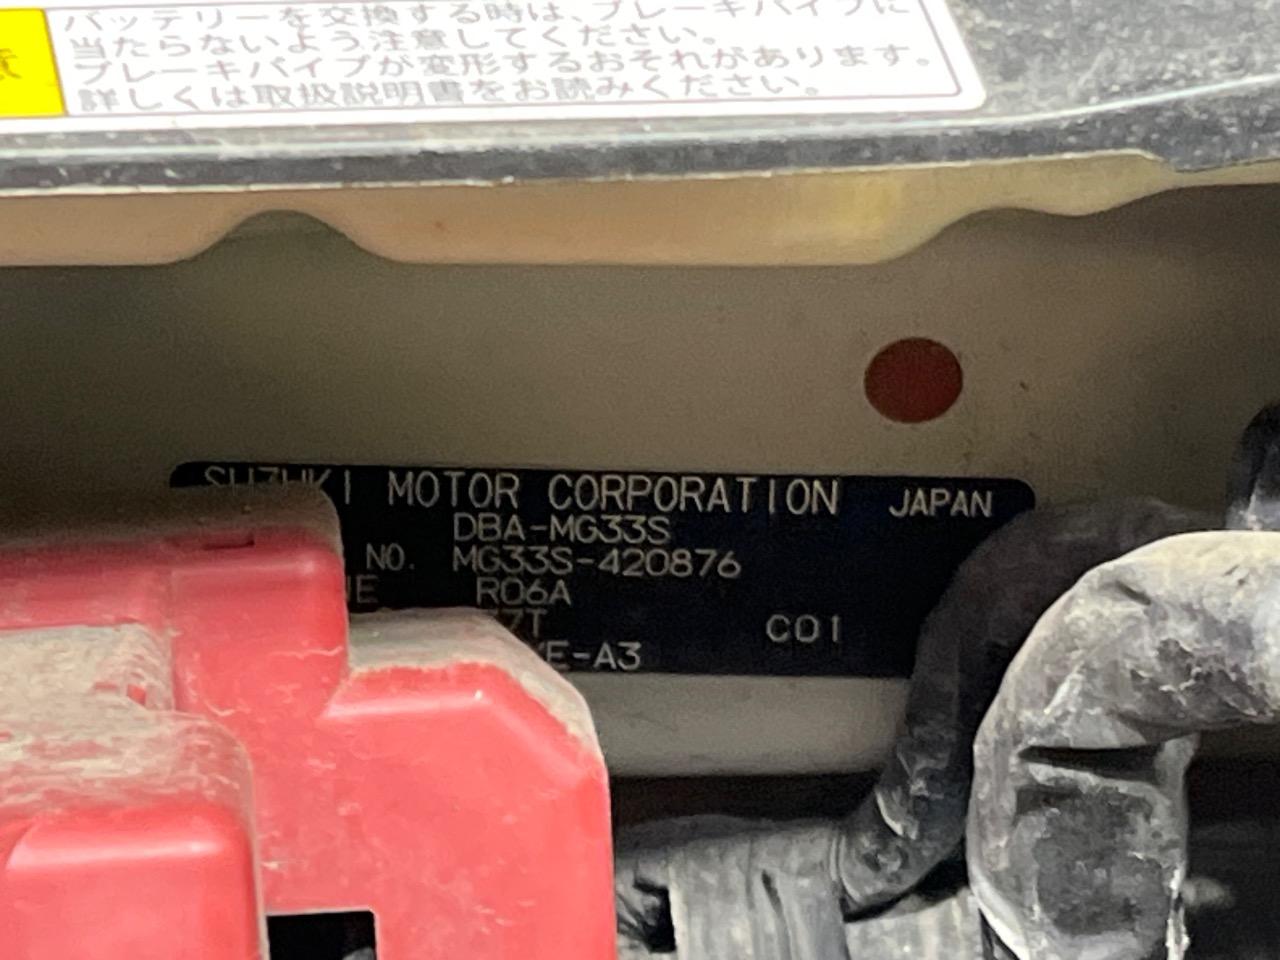 バッテリーを交換する時は、ブレーキパイプに
当たらないよう注意してください。
ブレーキパイプが変形するおそれがあります。
詳しくは取扱説明書をお読みください。
SUZUKI MOTOR CORPORATION JAPAN
DBA-MG33S
NO. MG33S-420876
R06A
7T C01
E-A3